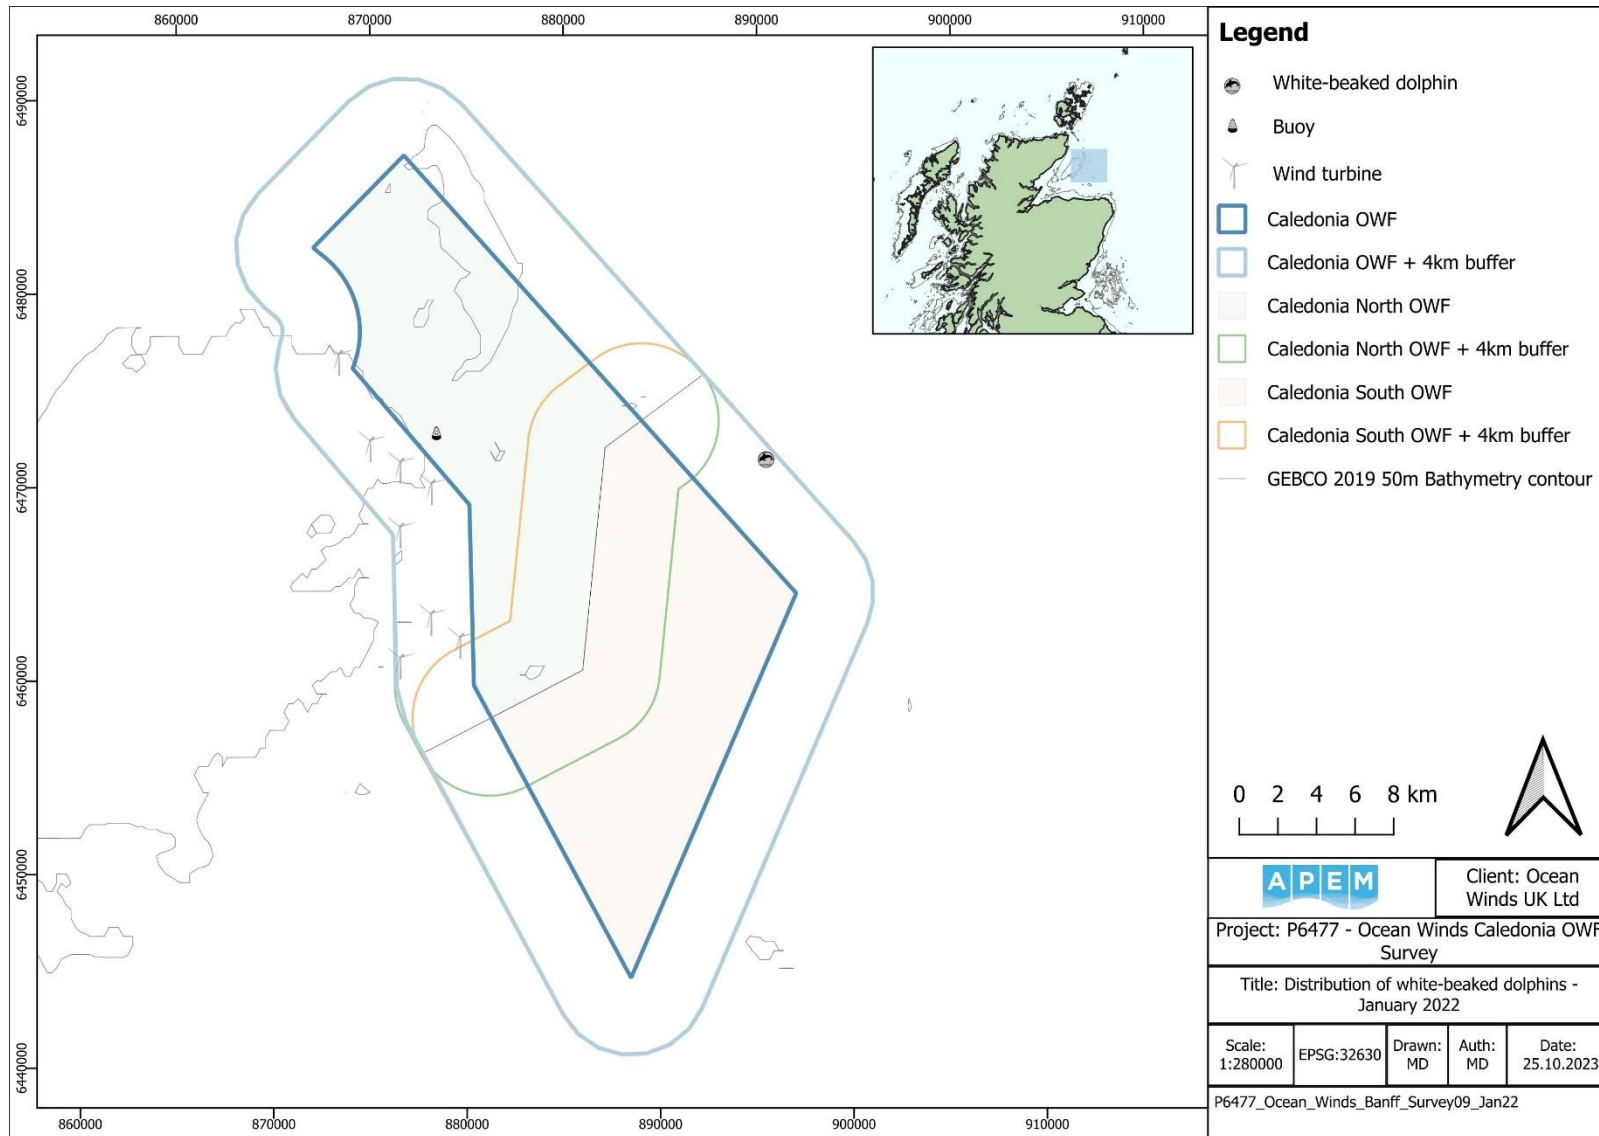 860000
870000
880000
890000
900000
910000
6490000
6480000
6470000
6460000
6450000
6440000
860000
870000
880000
890000
900000
910000
Legend
White-beaked dolphin
Buoy
Wind turbine
Caledonia OWF
Caledonia OWF + 4km buffer
Caledonia North OWF
Caledonia North OWF + 4km buffer
Caledonia South OWF
Caledonia South OWF + 4km buffer
GEBCO 2019 50m Bathymetry contour
0 2 4 6 8 km
APEM
Client: Ocean
Winds UK Ltd
Project: P6477 - Ocean Winds Caledonia OWF
Survey
Title: Distribution of white-beaked dolphins -
January 2022
Scale:
1:280000
EPSG:32630
Drawn:
MD
Auth:
MD
Date:
25.10.2023
P6477_Ocean_Winds_Banff_Survey09_Jan22